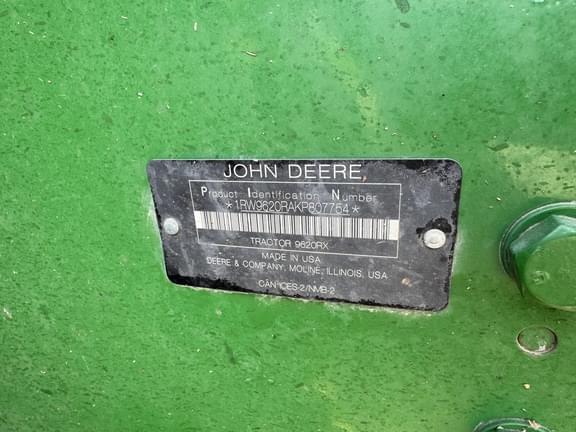 JOHN DEERE
Product Identification Number
*1RW9620RAKP807754*
TRACTOR 9620RX
MADE IN USA
DEERE & COMPANY, MOLINE, ILLINOIS, USA
CAN ICES-2/NMB-2